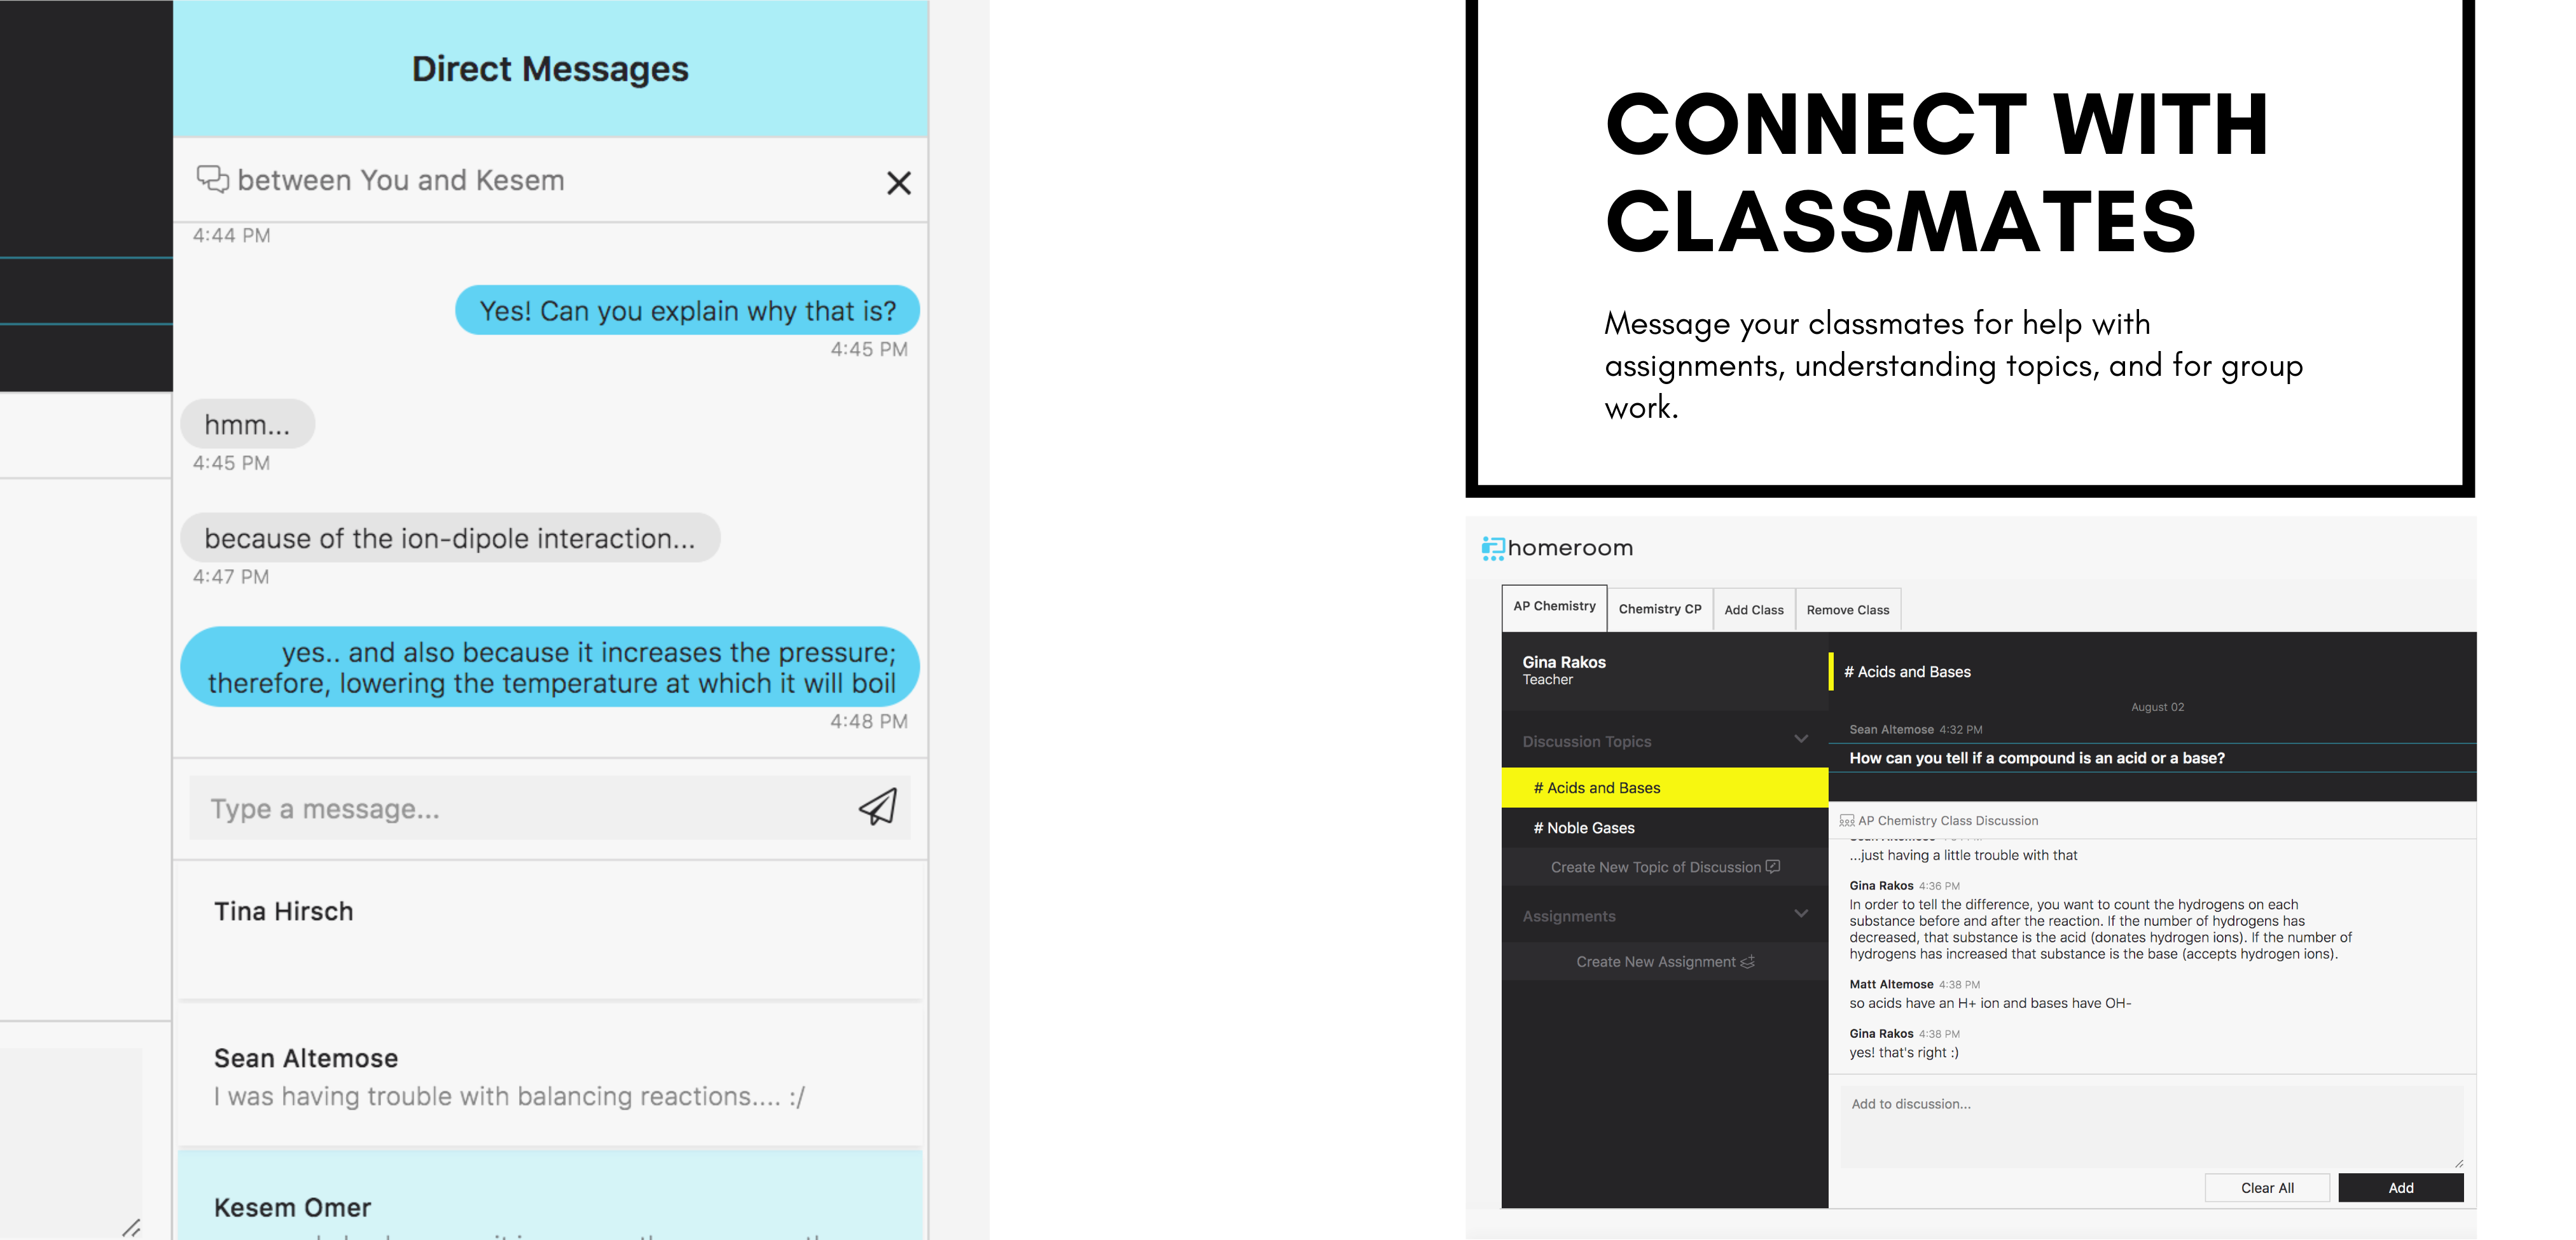 Direct Messages
between You and Kesem
4:44 PM
Yes! Can you explain why that is?
4:45 PM
hmm...
4:45 PM
because of the ion-dipole interaction...
4:47 PM
yes.. and also because it increases the pressure;
therefore, lowering the temperature at which it will boil
4:48 PM
Type a message...
Tina Hirsch
Sean Altemose
I was having trouble with balancing reactions.... :/
Kesem Omer
CONNECT WITH
CLASSMATES
Message your classmates for help with
assignments, understanding topics, and for group
work.
homeroom
AP Chemistry
Chemistry CP
Add Class
Remove Class
Gina Rakos
Teacher
Discussion Topics
# Acids and Bases
# Noble Gases
Create New Topic of Discussion
Assignments
Create New Assignment
# Acids and Bases
August 02
Sean Altemose 4:32 PM
How can you tell if a compound is an acid or a base?
AP Chemistry Class Discussion
...just having a little trouble with that
Gina Rakos 4:36 PM
In order to tell the difference, you want to count the hydrogens on each
substance before and after the reaction. If the number of hydrogens has
decreased, that substance is the acid (donates hydrogen ions). If the number of
hydrogens has increased that substance is the base (accepts hydrogen ions).
Matt Altemose 4:38 PM
so acids have an H+ ion and bases have OH-
Gina Rakos 4:38 PM
yes! that's right :)
Add to discussion...
Clear All
Add